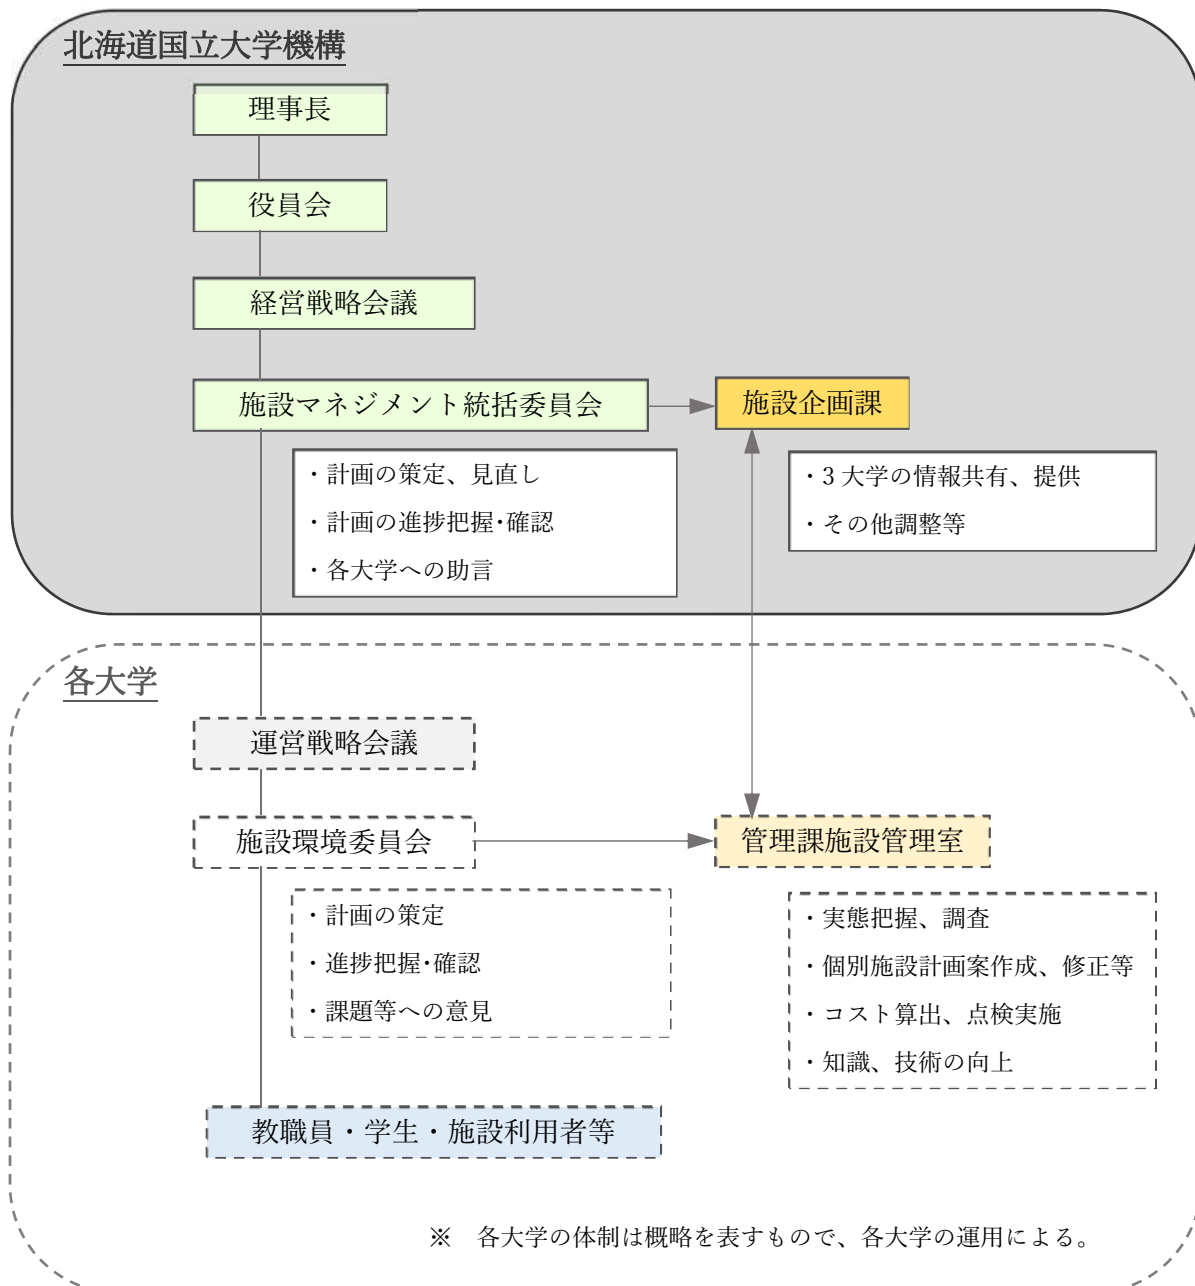 北海道国立大学機構
理事長
役員会
経営戦略会議
施設マネジメント統括委員会
施設企画課
・計画の策定、見直し
・計画の進捗把握･確認
・各大学への助言
・3 大学の情報共有、提供
・その他調整等
各大学
運営戦略会議
施設環境委員会
管理課施設管理室
・計画の策定
・進捗把握･確認
・課題等への意見
・実態把握、調査
・個別施設計画案作成、修正等
・コスト算出、点検実施
・知識、技術の向上
教職員・学生・施設利用者等
※　各大学の体制は概略を表すもので、各大学の運用による。